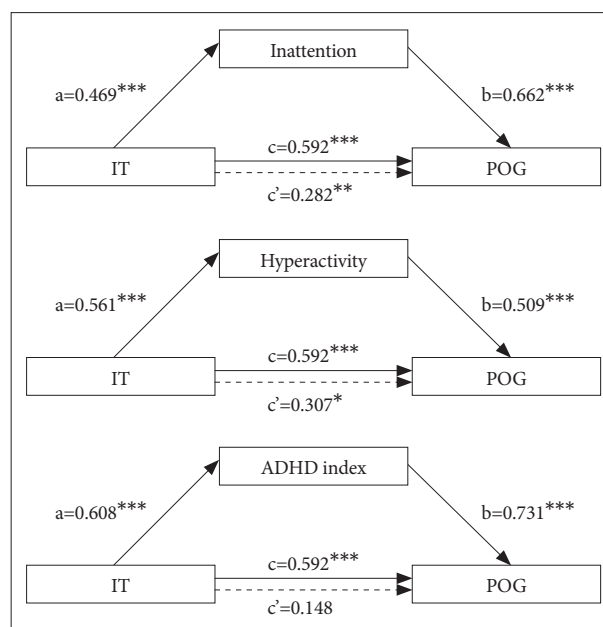 Inattention
a=0.469***
b=0.662***
c=0.592***
IT
POG
c’=0.282**
Hyperactivity
a=0.561***
b=0.509***
c=0.592***
IT
POG
c’=0.307*
ADHD index
a=0.608***
b=0.731***
c=0.592***
IT
POG
c’=0.148